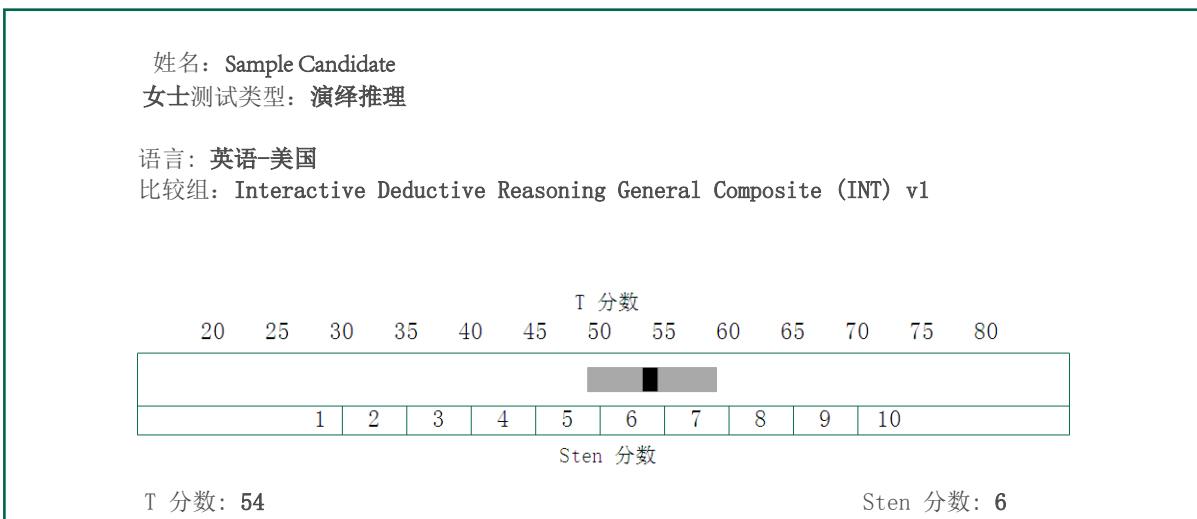 姓名: Sample Candidate
女士测试类型: 演绎推理
语言: 英语-美国
比较组: Interactive Deductive Reasoning General Composite (INT) v1
T 分数
20 25 30 35 40 45 50 55 60 65 70 75 80
1 2 3 4 5 6 7 8 9 10
Sten 分数
T 分数: 54 Sten 分数: 6